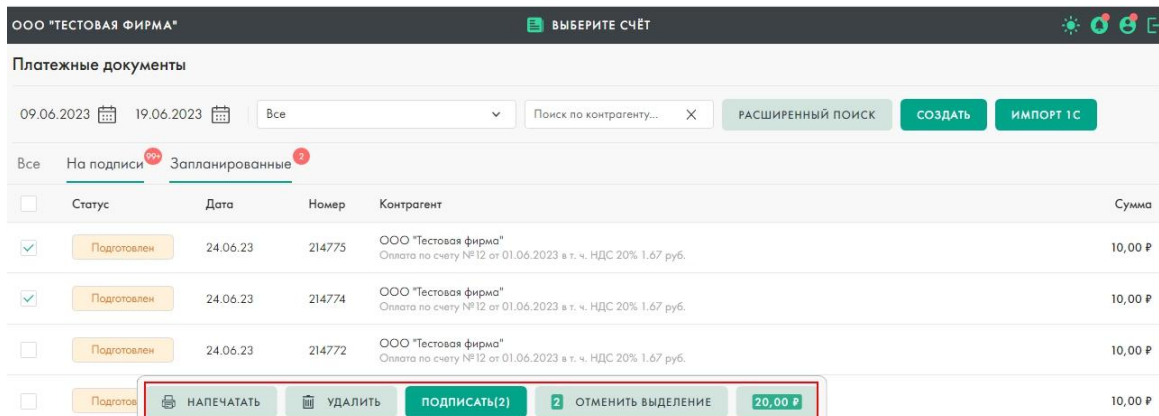 ООО "ТЕСТОВАЯ ФИРМА" ВЫБЕРИТЕ СЧЁТ
Платежные документы
09.06.2023 19.06.2023 Все Поиск по контрагенту... РАСШИРЕННЫЙ ПОИСК СОЗДАТЬ ИМПОРТ 1С
Все На подписи 99+ Запланированные 2
Статус Дата Номер Контрагент Сумма
Подготовлен 24.06.23 214775 ООО "Тестовая фирма" 10,00 ₽
Оплата по счету №12 от 01.06.2023 в т. ч. НДС 20% 1.67 руб.
Подготовлен 24.06.23 214774 ООО "Тестовая фирма" 10,00 ₽
Оплата по счету №12 от 01.06.2023 в т. ч. НДС 20% 1.67 руб.
Подготовлен 24.06.23 214772 ООО "Тестовая фирма" 10,00 ₽
Оплата по счету №12 от 01.06.2023 в т. ч. НДС 20% 1.67 руб.
Подготов НАПЕЧАТАТЬ УДАЛИТЬ ПОДПИСАТЬ(2) 2 ОТМЕНИТЬ ВЫДЕЛЕНИЕ 20,00 ₽ 10,00 ₽